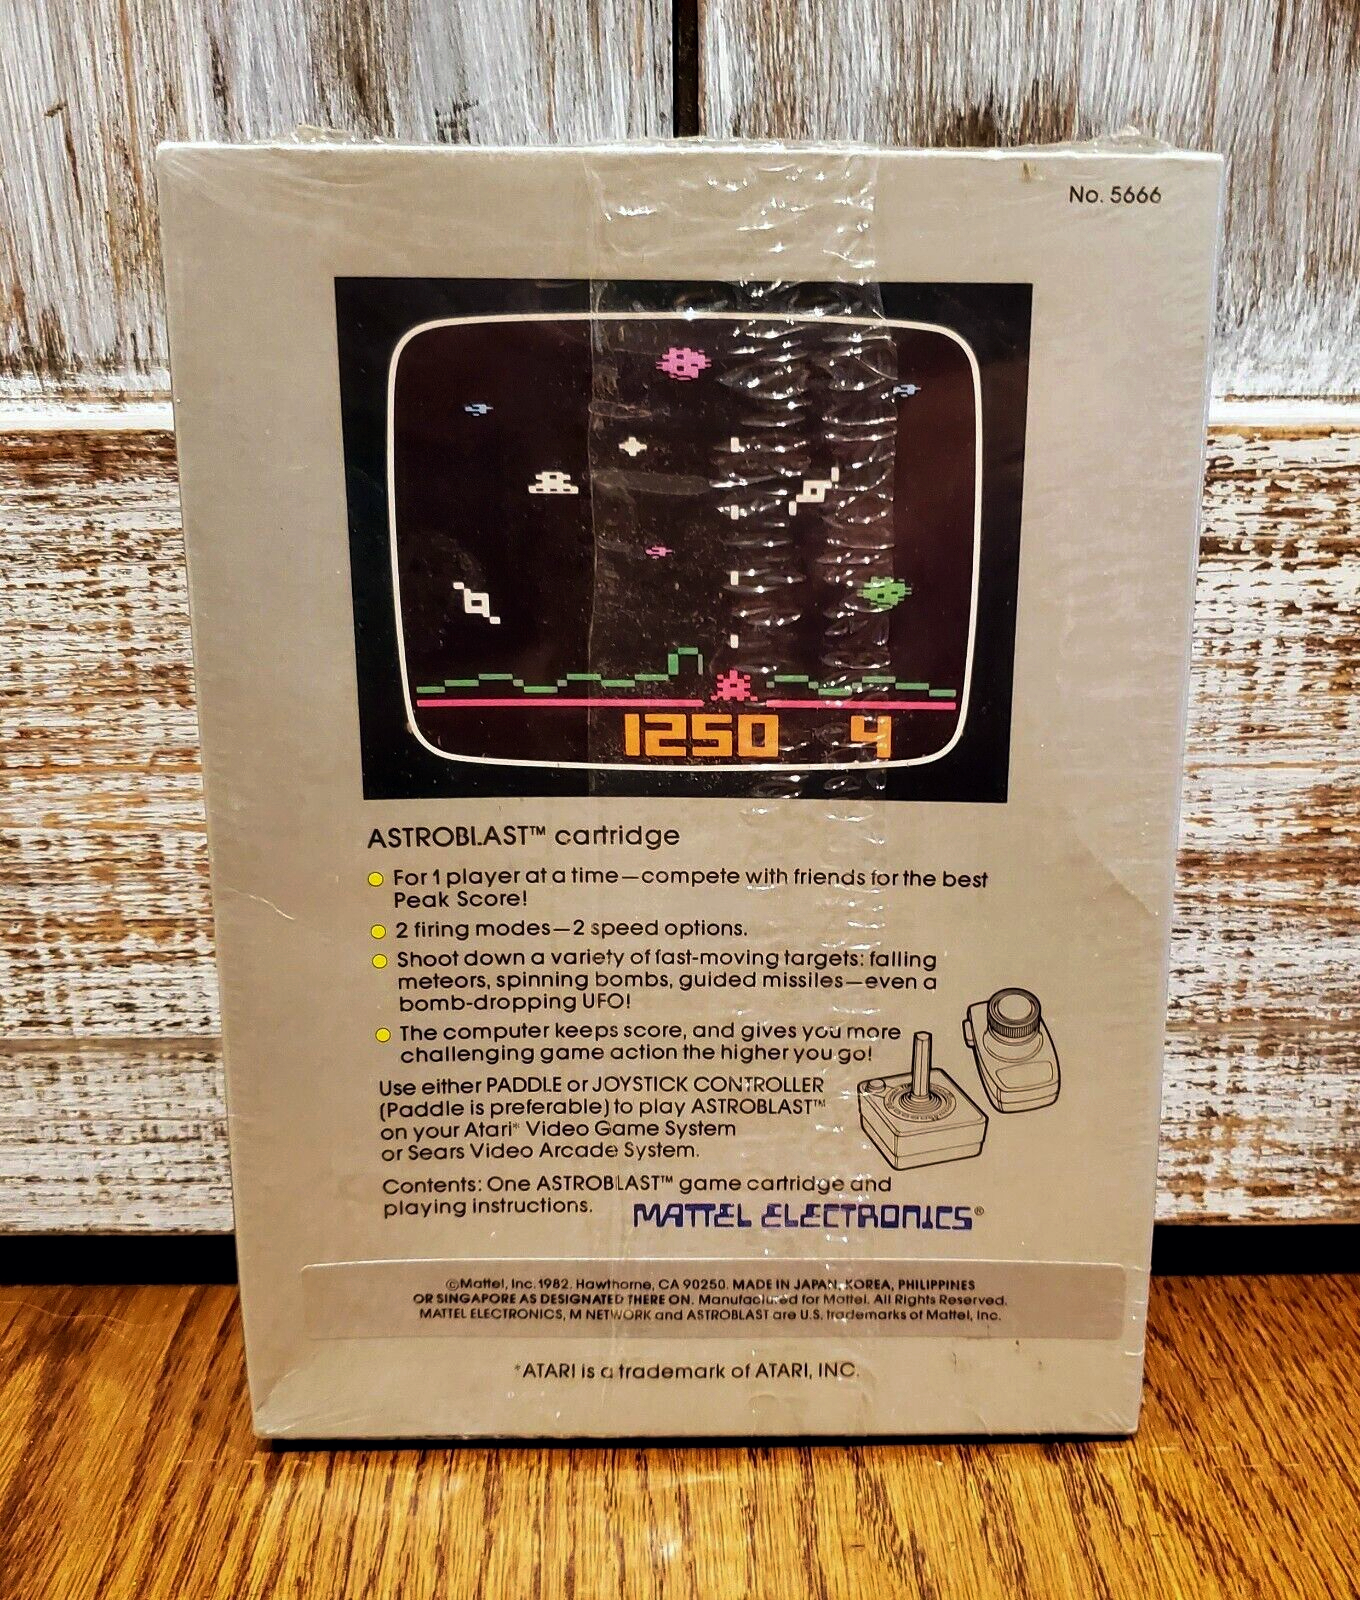 No. 5666
1250 4
ASTROBLAST™ cartridge
For 1 player at a time—compete with friends for the best
Peak Score!
2 firing modes—2 speed options.
Shoot down a variety of fast-moving targets: falling
meteors, spinning bombs, guided missiles—even a
bomb-dropping UFO!
The computer keeps score, and gives you more
challenging game action the higher you go!
Use either PADDLE or JOYSTICK CONTROLLER
(Paddle is preferable) to play ASTROBLAST™
on your Atari* Video Game System
or Sears Video Arcade System.
Contents: One ASTROBLAST™ game cartridge and
playing instructions.
MATTEL ELECTRONICS®
©Mattel, Inc. 1982. Hawthorne, CA 90250. MADE IN JAPAN, KOREA, PHILIPPINES
OR SINGAPORE AS DESIGNATED THERE ON. Manufactured for Mattel. All Rights Reserved.
MATTEL ELECTRONICS, M NETWORK and ASTROBLAST are U.S. trademarks of Mattel, Inc.
*ATARI is a trademark of ATARI, INC.